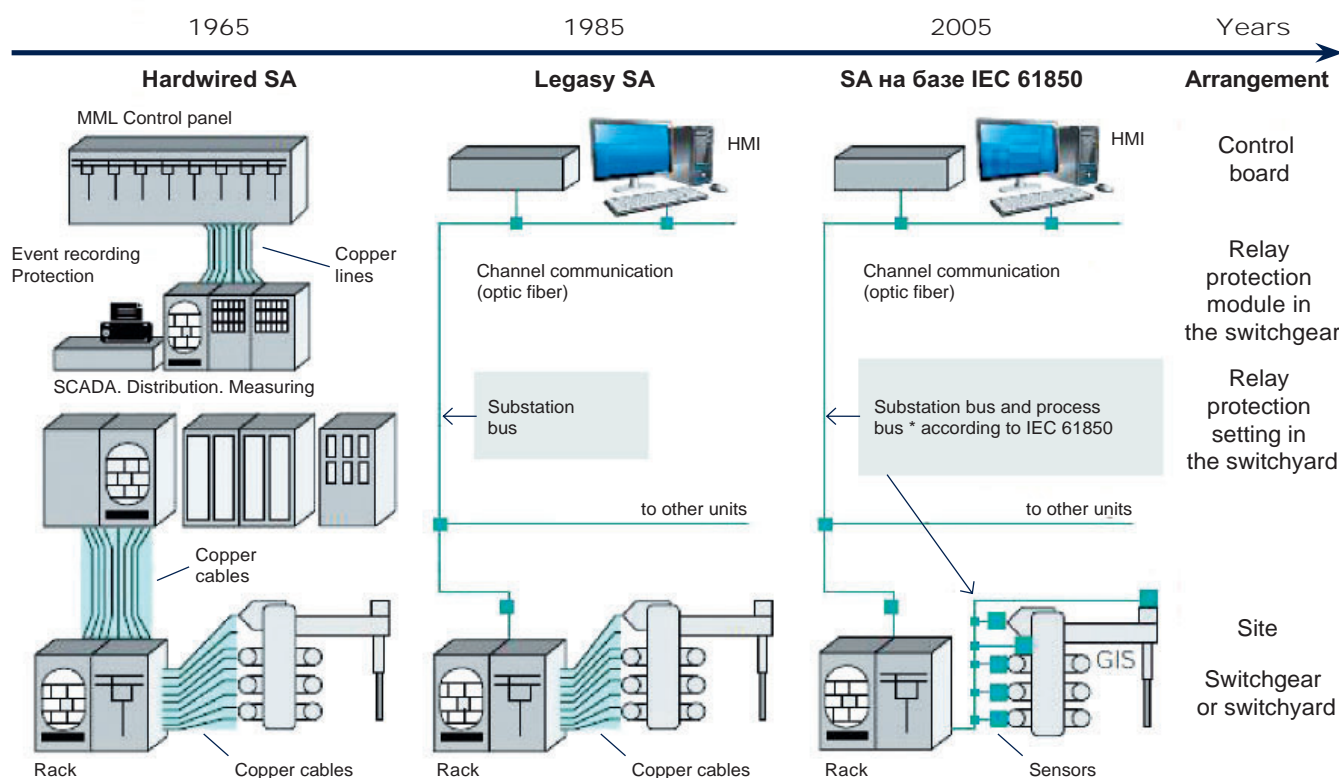 1965
1985
2005
Years
Hardwired SA
Legasy SA
SA на базе IEC 61850
Arrangement
MML Control panel
HMI
HMI
Control
board
Event recording
Protection
Copper
lines
Channel communication
(optic fiber)
Channel communication
(optic fiber)
Relay
protection
module in
the switchgear
SCADA. Distribution. Measuring
Substation
bus
Substation bus and process
bus * according to IEC 61850
Relay
protection
setting in
the switchyard
to other units
to other units
Copper
cables
GIS
Site
Switchgear
or switchyard
Rack
Copper cables
Rack
Copper cables
Rack
Sensors